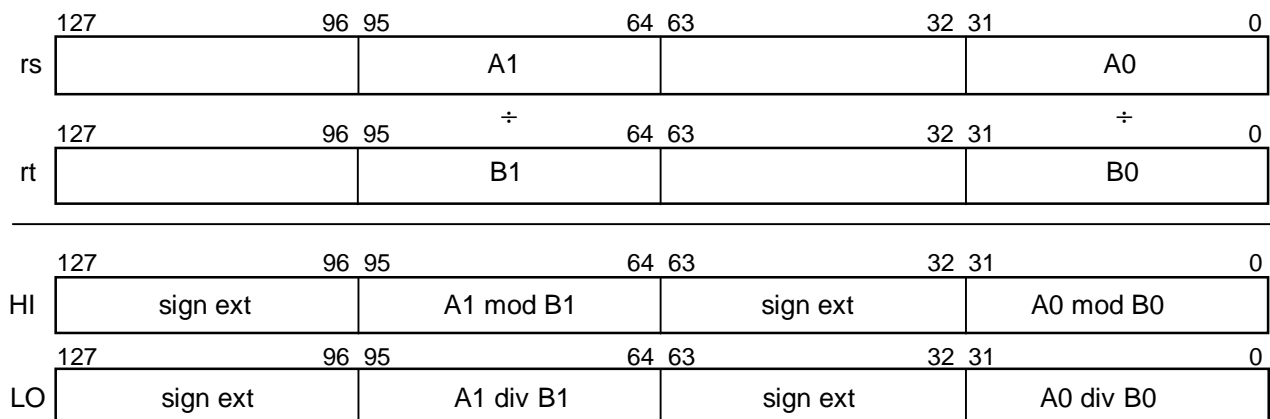 127 96 95 64 63 32 31 0
rs A1 A0
÷ ÷
127 96 95 64 63 32 31 0
rt B1 B0
127 96 95 64 63 32 31 0
HI sign ext A1 mod B1 sign ext A0 mod B0
127 96 95 64 63 32 31 0
LO sign ext A1 div B1 sign ext A0 div B0